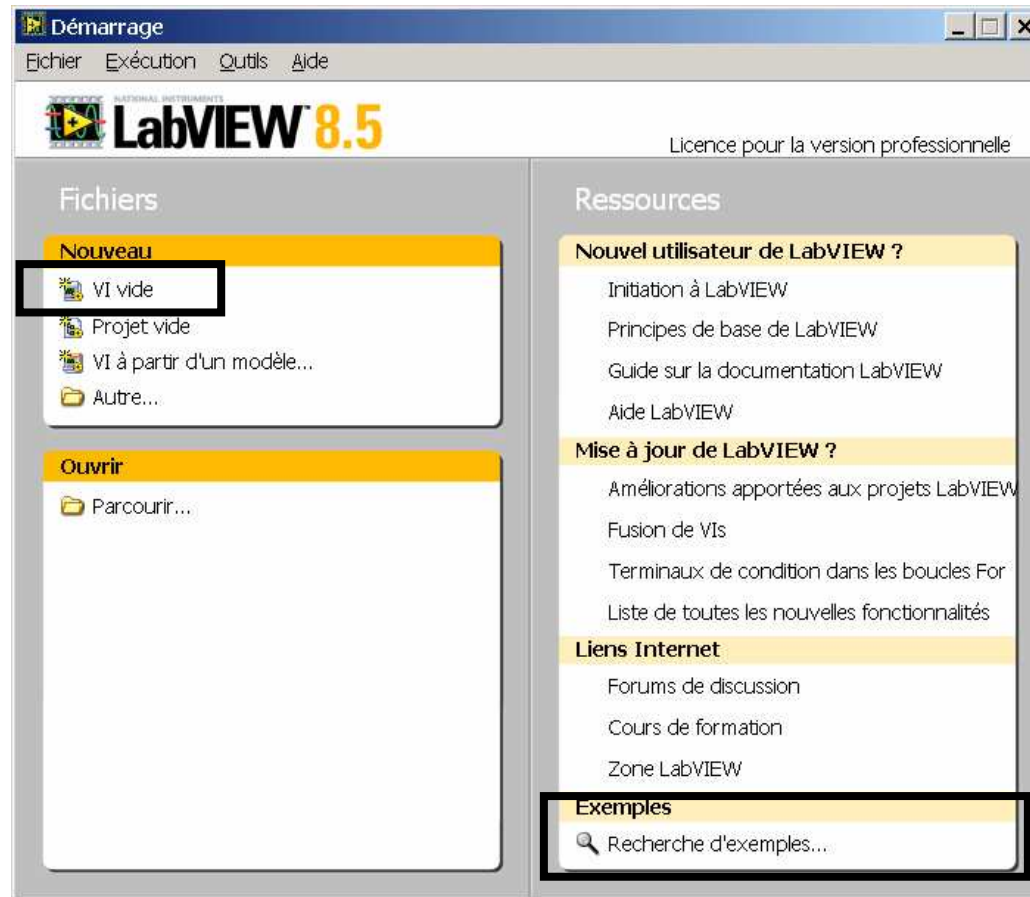 Démarrage
Fichier Exécution Outils Aide
NATIONAL INSTRUMENTS
LabVIEW™ 8.5
Licence pour la version professionnelle
Fichiers
Nouveau
VI vide
Projet vide
VI à partir d'un modèle...
Autre...
Ouvrir
Parcourir...
Ressources
Nouvel utilisateur de LabVIEW ?
Initiation à LabVIEW
Principes de base de LabVIEW
Guide sur la documentation LabVIEW
Aide LabVIEW
Mise à jour de LabVIEW ?
Améliorations apportées aux projets LabVIEW
Fusion de VIs
Terminaux de condition dans les boucles For
Liste de toutes les nouvelles fonctionnalités
Liens Internet
Forums de discussion
Cours de formation
Zone LabVIEW
Exemples
Recherche d'exemples...